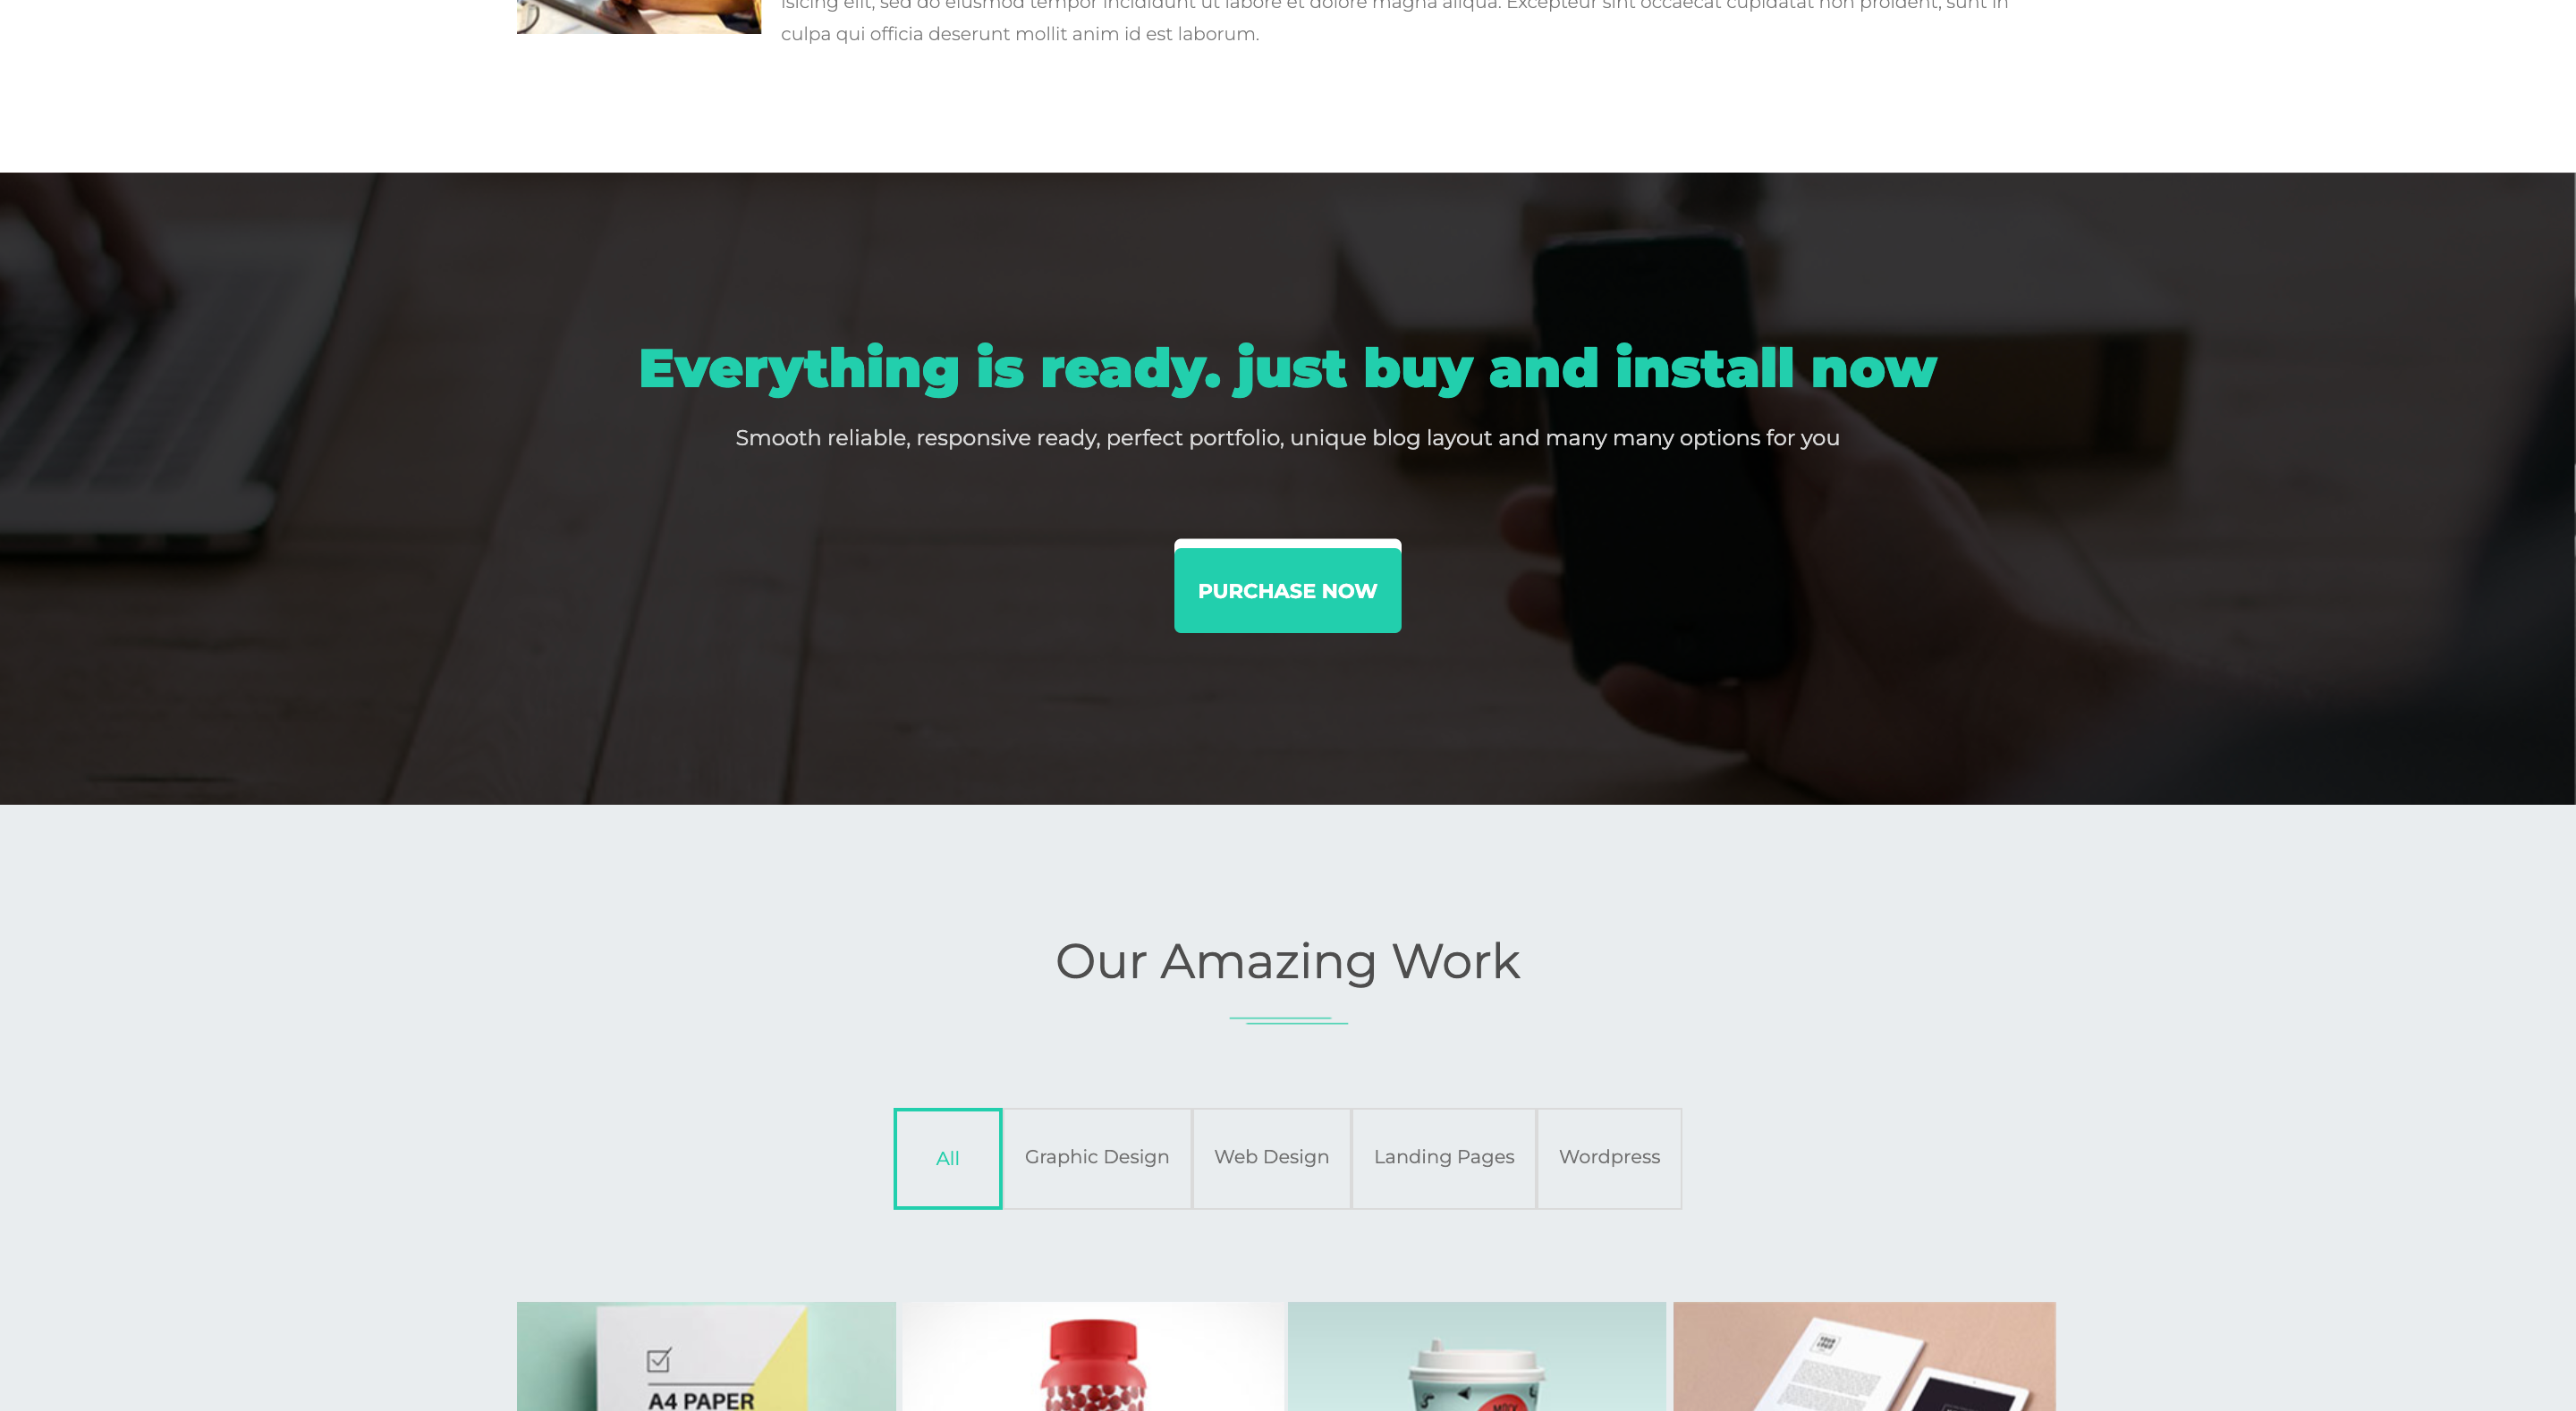 isicing elit, sed do eiusmod tempor incididunt ut labore et dolore magna aliqua. Excepteur sint occaecat cupidatat non proident, sunt in
culpa qui officia deserunt mollit anim id est laborum.
Everything is ready. just buy and install now
Smooth reliable, responsive ready, perfect portfolio, unique blog layout and many many options for you
PURCHASE NOW
Our Amazing Work
All
Graphic Design
Web Design
Landing Pages
Wordpress
A4 PAPER
YOUR
LOGO
MOCK